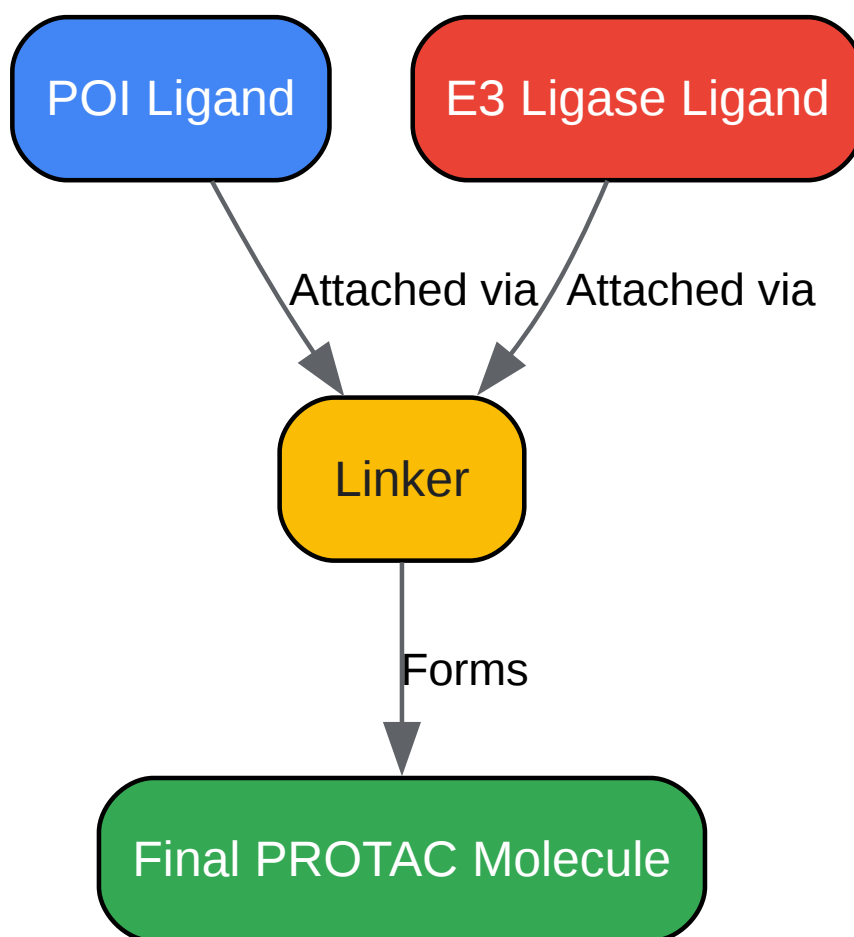 POI Ligand
E3 Ligase Ligand
Attached via
Attached via
Linker
Forms
Final PROTAC Molecule